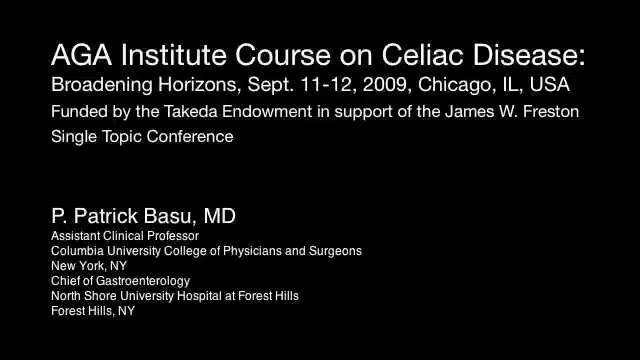 AGA Institute Course on Celiac Disease:
Broadening Horizons, Sept. 11-12, 2009, Chicago, IL, USA
Funded by the Takeda Endowment in support of the James W. Freston
Single Topic Conference
P. Patrick Basu, MD
Assistant Clinical Professor
Columbia University College of Physicians and Surgeons
New York, NY
Chief of Gastroenterology
North Shore University Hospital at Forest Hills
Forest Hills, NY